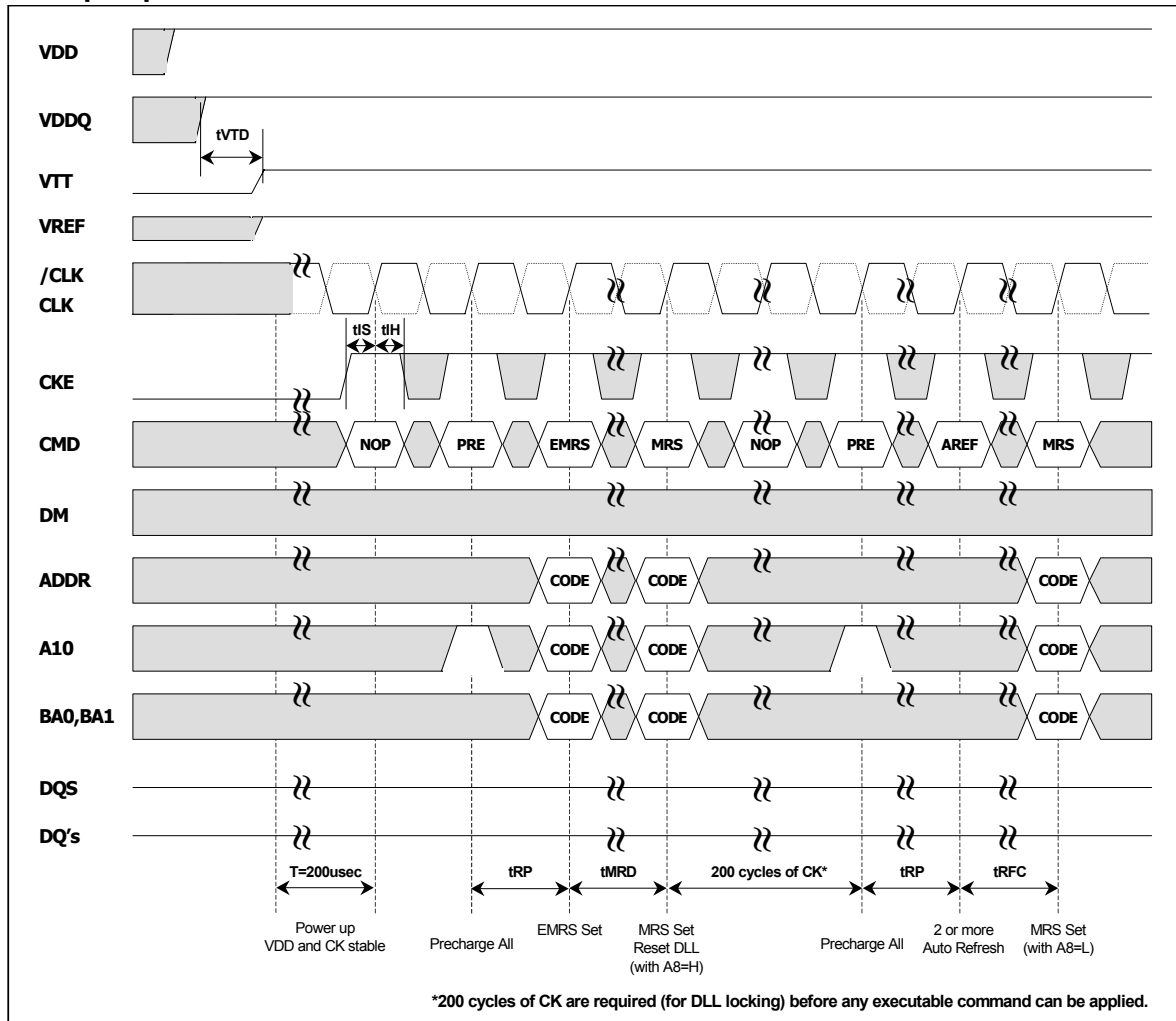 VDD
VDDQ
tVTD
VTT
VREF
/CLK
CLK
tIS tIH
CKE
CMD NOP PRE EMRS MRS NOP PRE AREF MRS
DM
ADDR CODE CODE CODE
A10 CODE CODE CODE
BA0,BA1 CODE CODE CODE
DQS
DQ's
T=200usec tRP tMRD 200 cycles of CK* tRP tRFC
Power up
VDD and CK stable
Precharge All
EMRS Set
MRS Set
Reset DLL
(with A8=H)
Precharge All
2 or more
Auto Refresh
MRS Set
(with A8=L)
*200 cycles of CK are required (for DLL locking) before any executable command can be applied.